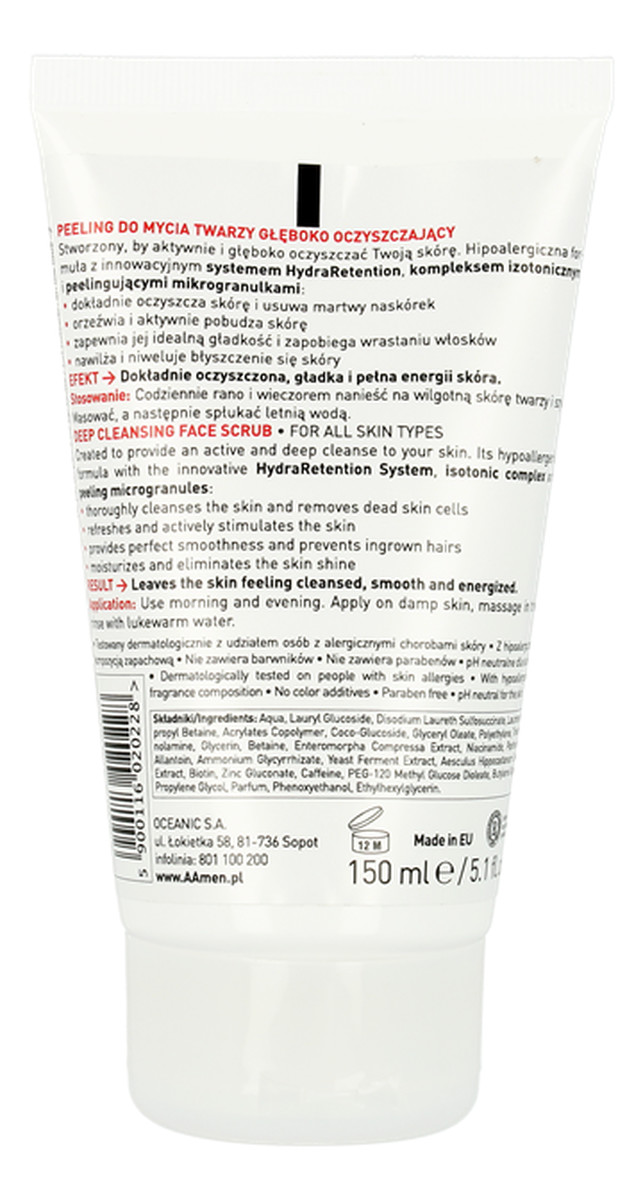 PEELING DO MYCIA TWARZY GŁĘBOKO OCZYSZCZAJĄCY
Stworzony, by aktywnie i głęboko oczyszczać Twoją skórę. Hipoalergiczna for-
muła z innowacyjnym systemem HydraRetention, kompleksem izotonicznym
i peelingującymi mikrogranulkami:
• dokładnie oczyszcza skórę i usuwa martwy naskórek
• orzeźwia i aktywnie pobudza skórę
• zapewnia jej idealną gładkość i zapobiega wrastaniu włosków
• nawilża i niweluje błyszczenie się skóry
EFEKT → Dokładnie oczyszczona, gładka i pełna energii skóra.
Stosowanie: Codziennie rano i wieczorem nanieść na wilgotną skórę twarzy i
Masować, a następnie spłukać letnią wodą.
DEEP CLEANSING FACE SCRUB • FOR ALL SKIN TYPES
Created to provide an active and deep cleanse to your skin. Its hypoallergenic
formula with the innovative HydraRetention System, isotonic complex
peeling microgranules:
• thoroughly cleanses the skin and removes dead skin cells
• refreshes and actively stimulates the skin
• provides perfect smoothness and prevents ingrown hairs
• moisturizes and eliminates the skin shine
RESULT → Leaves the skin feeling cleansed, smooth and energized.
Application: Use morning and evening. Apply on damp skin, massage in
rinse with lukewarm water.
• Testowany dermatologicznie z udziałem osób z alergicznymi chorobami skóry • Z
kompozycją zapachową • Nie zawiera barwników • Nie zawiera parabenów • pH neutralne dla
• Dermatologically tested on people with skin allergies • With
fragrance composition • No color additives • Paraben free • pH neutral for the
Składniki/Ingredients: Aqua, Lauryl Glucoside, Disodium Laureth Sulfosuccinate,
propyl Betaine, Acrylates Copolymer, Coco-Glucoside, Glyceryl Oleate, Polyethylene,
nolamine, Glycerin, Betaine, Enteromorpha Compressa Extract, Niacinamide,
Allantoin, Ammonium Glycyrrhizate, Yeast Ferment Extract, Aesculus
Extract, Biotin, Zinc Gluconate, Caffeine, PEG-120 Methyl Glucose Dioleate,
Propylene Glycol, Parfum, Phenoxyethanol, Ethylhexylglycerin.
5 900116 020228 >
OCEANIC S.A.
ul. Łokietka 58, 81-736 Sopot
infolinia: 801 100 200
www.AAmen.pl
12 M
Made in EU
150 ml e / 5.1 fl.